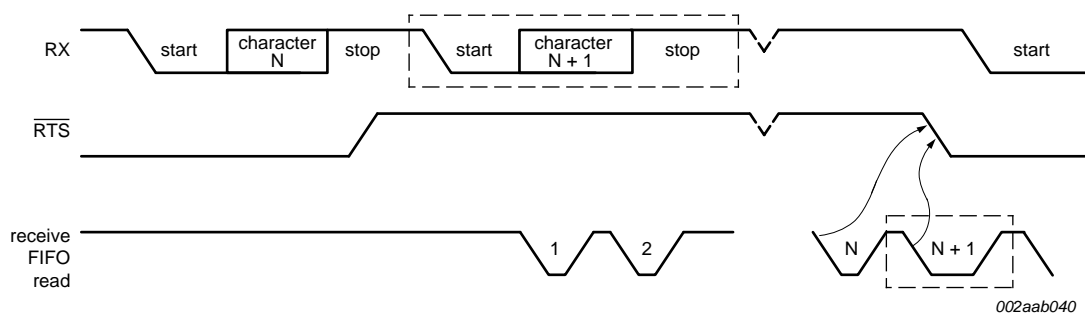 RX
start
character
N
stop
start
character
N + 1
stop
start
RTS
receive
FIFO
read
1
2
N
N + 1
002aab040